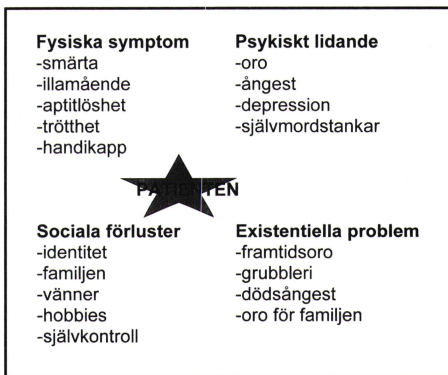 Fysiska symptom
-smärta
-illamående
-aptitlöshet
-trötthet
-handikapp
Psykiskt lidande
-oro
-ångest
-depression
-självmordstankar
PATIENTEN
Sociala förluster
-identitet
-familjen
-vänner
-hobbies
-självkontroll
Existentiella problem
-framtidsoro
-grubbleri
-dödsångest
-oro för familjen